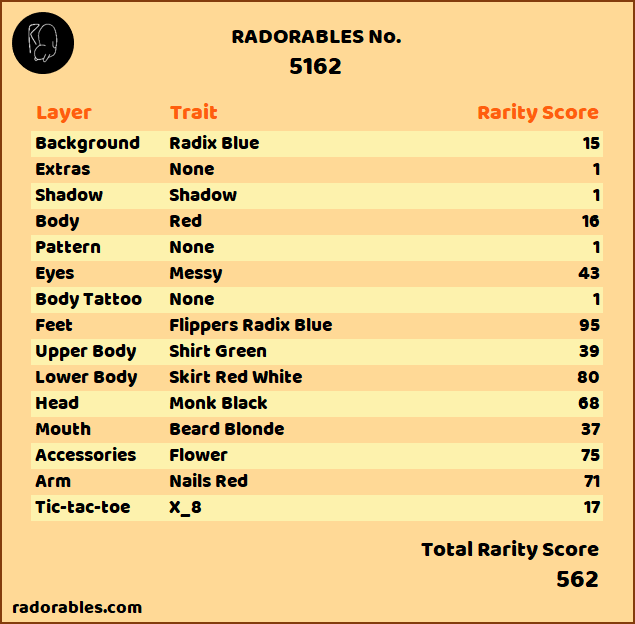 RADORABLES No.
5162
Layer Trait Rarity Score
Background Radix Blue 15
Extras None 1
Shadow Shadow 1
Body Red 16
Pattern None 1
Eyes Messy 43
Body Tattoo None 1
Feet Flippers Radix Blue 95
Upper Body Shirt Green 39
Lower Body Skirt Red White 80
Head Monk Black 68
Mouth Beard Blonde 37
Accessories Flower 75
Arm Nails Red 71
Tic-tac-toe X_8 17
Total Rarity Score
562
radorables.com